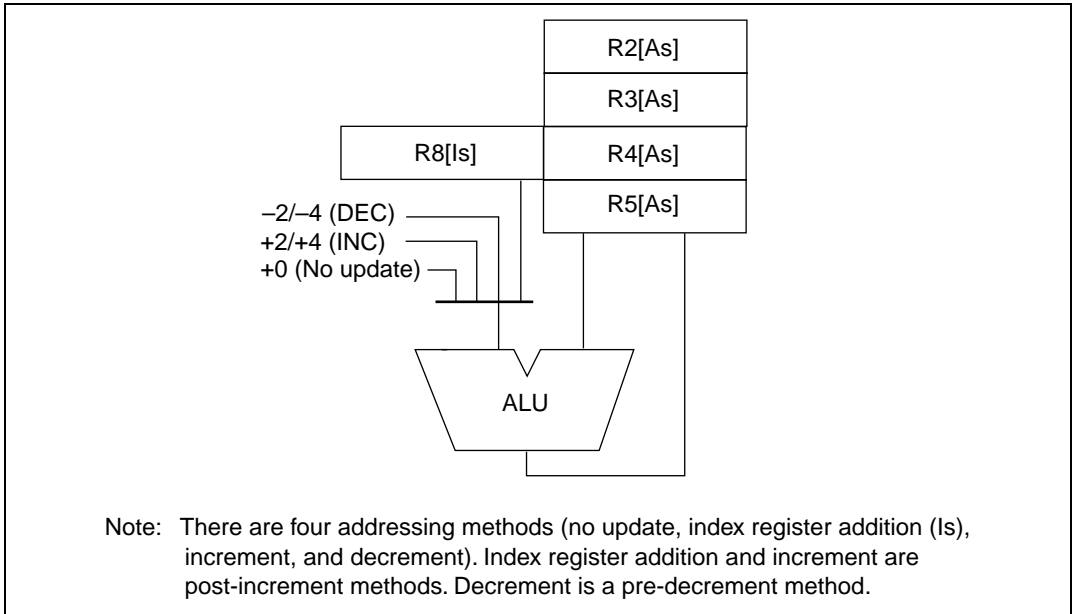 R2[As]
R3[As]
R8[Is]
R4[As]
R5[As]
–2/–4 (DEC)
+2/+4 (INC)
+0 (No update)
ALU
Note: There are four addressing methods (no update, index register addition (Is),
increment, and decrement). Index register addition and increment are
post-increment methods. Decrement is a pre-decrement method.